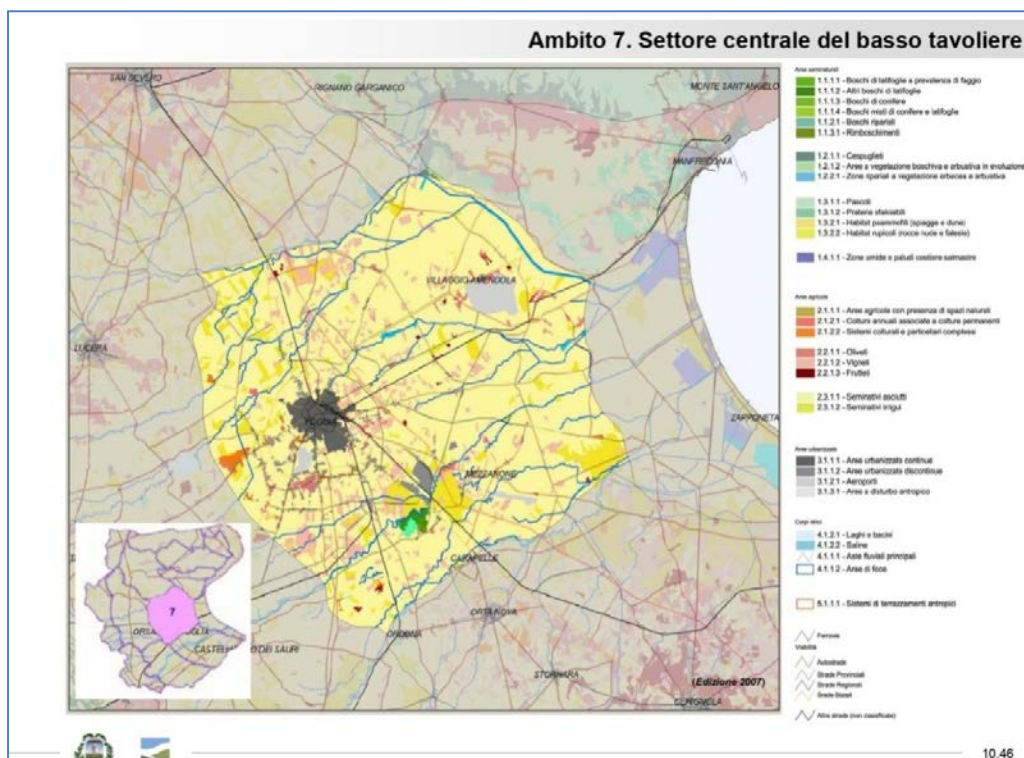 Ambito 7. Settore centrale del basso tavoliere
SAN SEVERO
RIGNANO GARGANICO
MONTE SANT'ANGELO
MANFREDONIA
VILLAGGIO AMENDOLA
LUCERA
FOGGIA
ZAPPONETA
MEZZANONE
CARAPELLE
ORTA NOVA
ORDONA
STORNARA
CERIGNOLA
(Edizione 2007)
7
CASTELLUCCIO DEI SAURI
Aree seminaturali
1.1.1.1 - Boschi di latifoglie a prevalenza di faggio
1.1.1.2 - Altri boschi di latifoglie
1.1.1.3 - Boschi di conifere
1.1.1.4 - Boschi misti di conifere e latifoglie
1.1.2.1 - Boschi ripariali
1.1.3.1 - Rimboschimenti
1.2.1.1 - Cespuglieti
1.2.1.2 - Aree a vegetazione boschiva e arbustiva in evoluzione
1.2.2.1 - Zone ripariali a vegetazione erbacea e arbustiva
1.3.1.1 - Pascoli
1.3.1.2 - Praterie sfalciabili
1.3.2.1 - Habitat psammofili (spiagge e dune)
1.3.2.2 - Habitat rupicoli (rocce nude e falesie)
1.4.1.1 - Zone umide o paludi costiere salmastre
Aree agricole
2.1.1.1 - Aree agricole con presenza di spazi naturali
2.1.2.1 - Colture annuali associate a colture permanenti
2.1.2.2 - Sistemi colturali e particellari complessi
2.2.1.1 - Oliveti
2.2.1.2 - Vigneti
2.2.1.3 - Frutteti
2.3.1.1 - Seminativi asciutti
2.3.1.2 - Seminativi irrigui
Aree urbanizzate
3.1.1.1 - Aree urbanizzate continue
3.1.1.2 - Aree urbanizzate discontinue
3.1.2.1 - Aeroporti
3.1.3.1 - Aree a disturbo antropico
Corpi idrici
4.1.2.1 - Laghi e bacini
4.1.2.2 - Saline
4.1.1.1 - Aste fluviali principali
4.1.1.2 - Aree di foce
5.1.1.1 - Sistemi di terrazzamenti antropici
Ferrovie
Viabilità
Autostrade
Strade Provinciali
Strade Regionali
Strade Statali
Altre strade (non classificate)
10.46